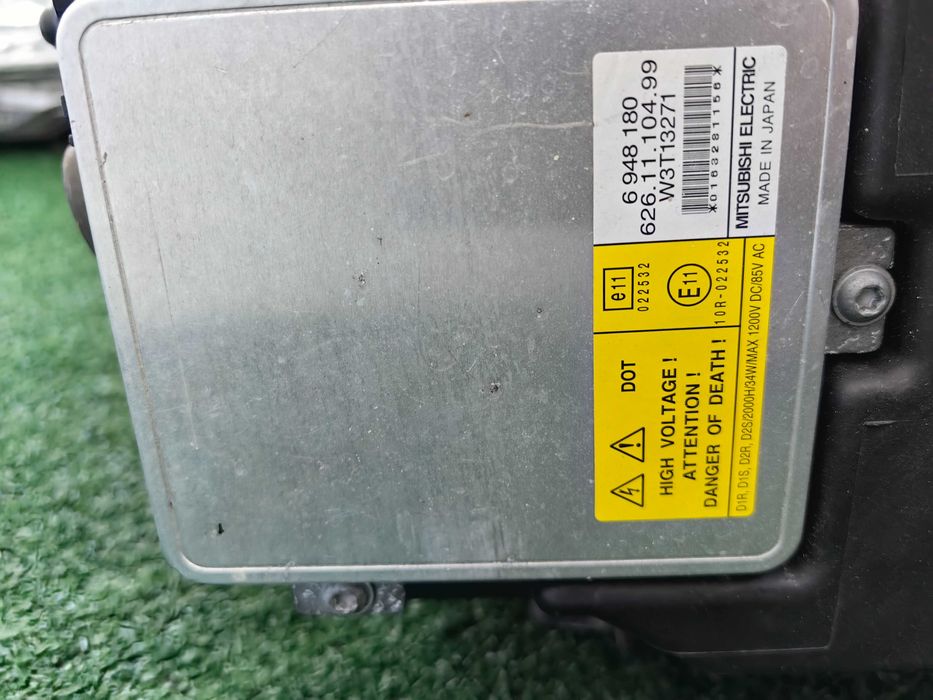 6 948 180
626.11.104.99
W3T13271
*0163281156*
MITSUBISHI ELECTRIC
MADE IN JAPAN
e11
022532
E11
10R-022532
DOT
HIGH VOLTAGE !
ATTENTION !
DANGER OF DEATH !
D1R, D1S, D2R, D2S/2000H/34W/MAX 1200V DC/85V AC